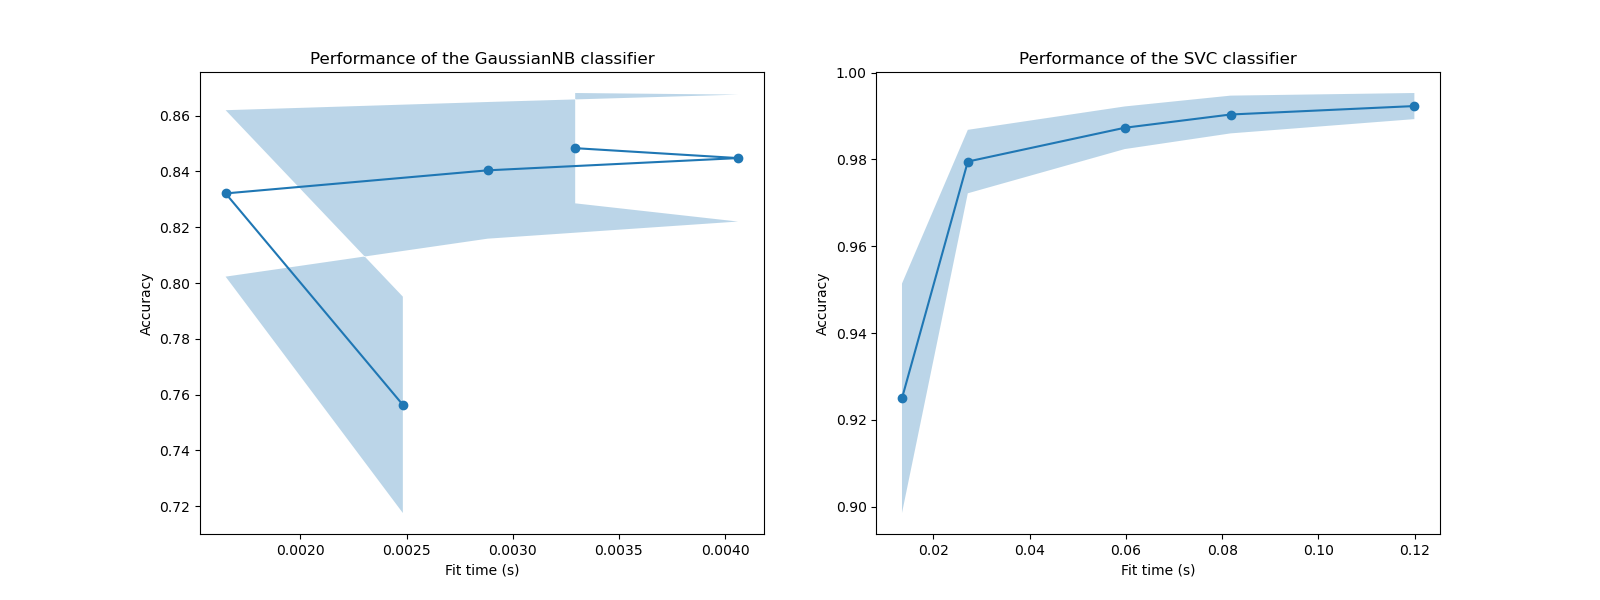 Performance of the GaussianNB classifier
Accuracy
0.86
0.84
0.82
0.80
0.78
0.76
0.74
0.72
0.0020 0.0025 0.0030 0.0035 0.0040
Fit time (s)
Performance of the SVC classifier
Accuracy
1.00
0.98
0.96
0.94
0.92
0.90
0.02 0.04 0.06 0.08 0.10 0.12
Fit time (s)